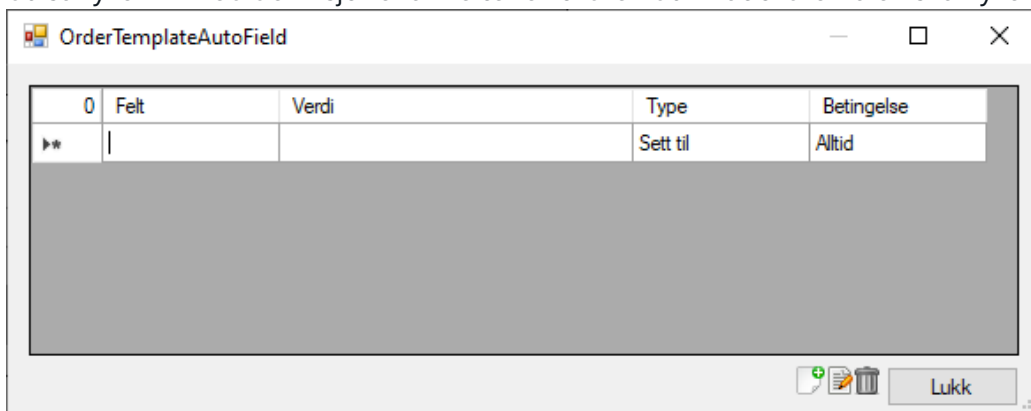 OrderTemplateAutoField
0 Felt Verdi Type Betingelse
Sett til Alltid
Lukk